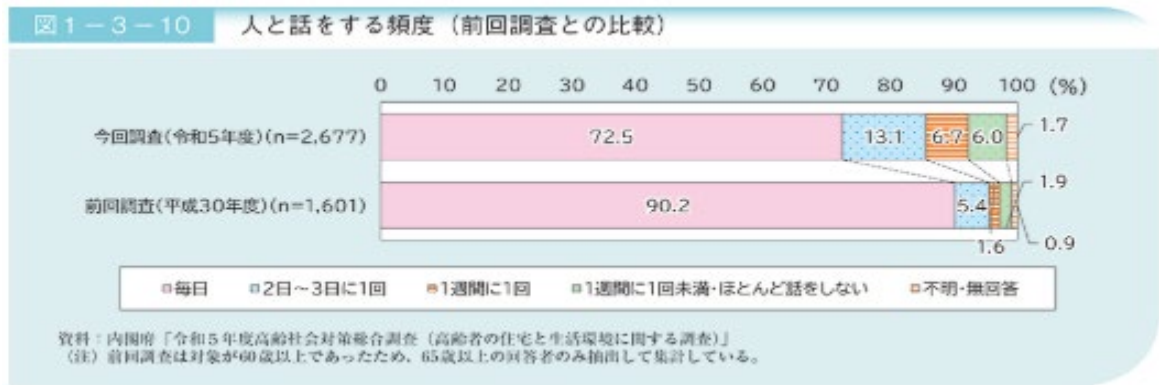 図1－3－10 人と話をする頻度（前回調査との比較）
0 10 20 30 40 50 60 70 80 90 100 (%)
今回調査(令和5年度)(n=2,677) 72.5 13.1 6.7 6.0 1.7
前回調査(平成30年度)(n=1,601) 90.2 5.4 1.6 1.9 0.9
毎日 2日～3日に1回 1週間に1回 1週間に1回未満・ほとんど話をしない 不明・無回答
資料：内閣府「令和5年度高齢社会対策総合調査（高齢者の住宅と生活環境に関する調査）」
（注）前回調査は対象が60歳以上であったため、65歳以上の回答者のみ抽出して集計している。